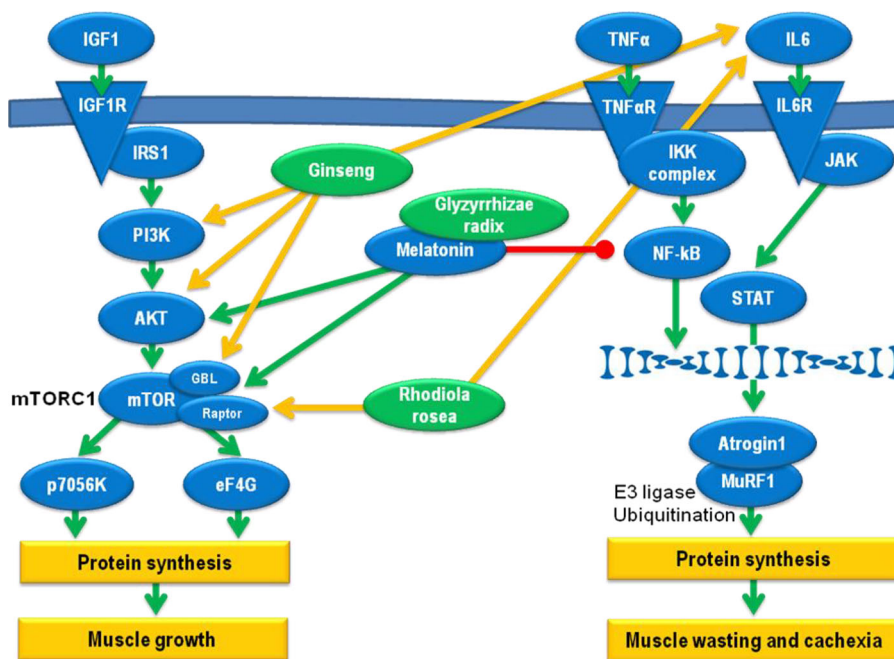 IGF1
TNFα
IL6
IGF1R
TNFαR
IL6R
IRS1
Ginseng
IKK
complex
JAK
Glyzyrrhizae
radix
PI3K
Melatonin
NF-kB
STAT
AKT
GBL
mTORC1
mTOR
Raptor
Rhodiola
rosea
Atrogin1
p7056K
eF4G
MuRF1
E3 ligase
Ubiquitination
Protein synthesis
Protein synthesis
Muscle growth
Muscle wasting and cachexia